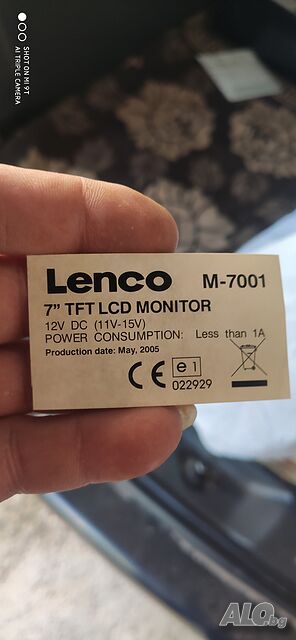 SHOT ON MI 9T
AI TRIPLE CAMERA
Lenco M-7001
7" TFT LCD MONITOR
12V DC (11V-15V)
POWER CONSUMPTION: Less than 1A
Production date: May, 2005
CE e1
022929
ALO.bg